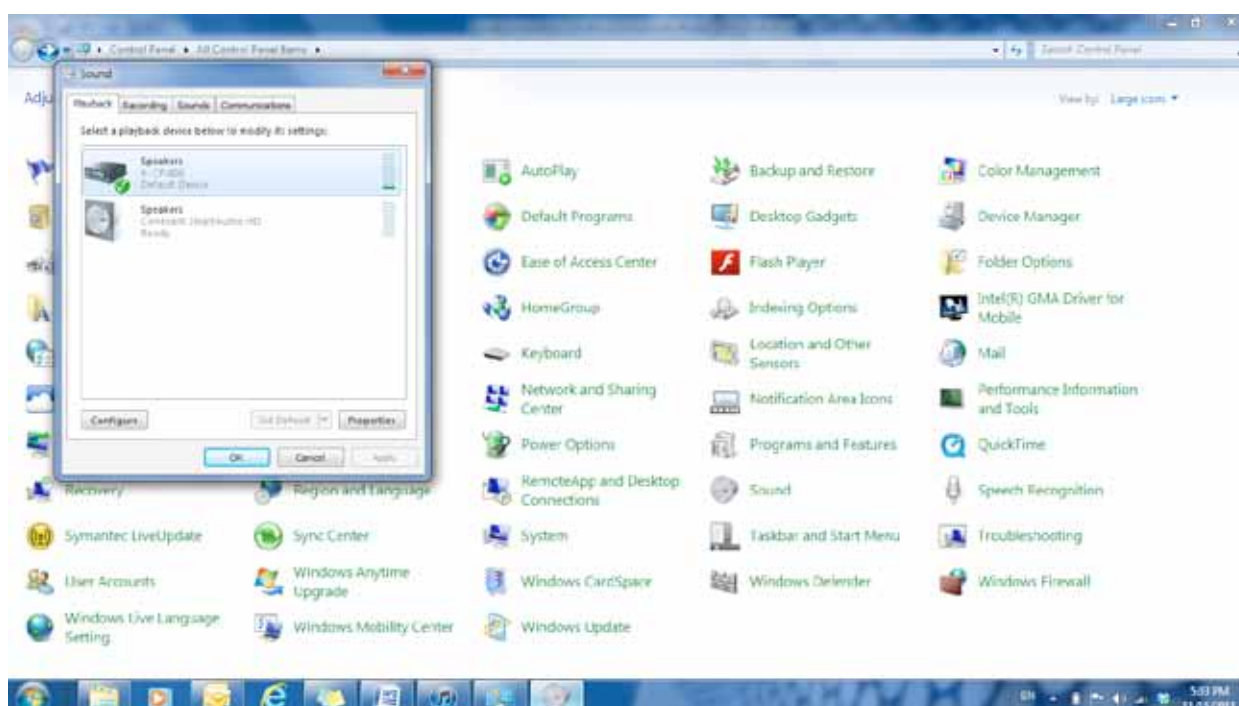 Control Panel ▸ All Control Panel Items ▸
Search Control Panel
Adju
View by: Large icons
Sound
Playback Recording Sounds Communications
Select a playback device below to modify its settings:
Speakers
Default Device
Speakers
Conexant SmartAudio HD
Ready
Configure
Set Default
Properties
OK
Cancel
Apply
AutoPlay
Backup and Restore
Color Management
Default Programs
Desktop Gadgets
Device Manager
Ease of Access Center
Flash Player
Folder Options
HomeGroup
Indexing Options
Intel(R) GMA Driver for
Mobile
Keyboard
Location and Other
Sensors
Mail
Network and Sharing
Center
Notification Area Icons
Performance Information
and Tools
Power Options
Programs and Features
QuickTime
Recovery
Region and Language
RemoteApp and Desktop
Connections
Sound
Speech Recognition
Symantec LiveUpdate
Sync Center
System
Taskbar and Start Menu
Troubleshooting
User Accounts
Windows Anytime
Upgrade
Windows CardSpace
Windows Defender
Windows Firewall
Windows Live Language
Setting
Windows Mobility Center
Windows Update
EN
5:03 PM